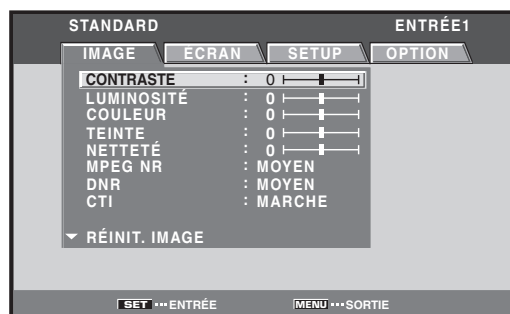 STANDARD ENTRÉE1
IMAGE ECRAN SETUP OPTION
CONTRASTE : 0
LUMINOSITÉ : 0
COULEUR : 0
TEINTE : 0
NETTETÉ : 0
MPEG NR : MOYEN
DNR : MOYEN
CTI : MARCHE
RÉINIT. IMAGE
SET ••• ENTRÉE MENU ••• SORTIE